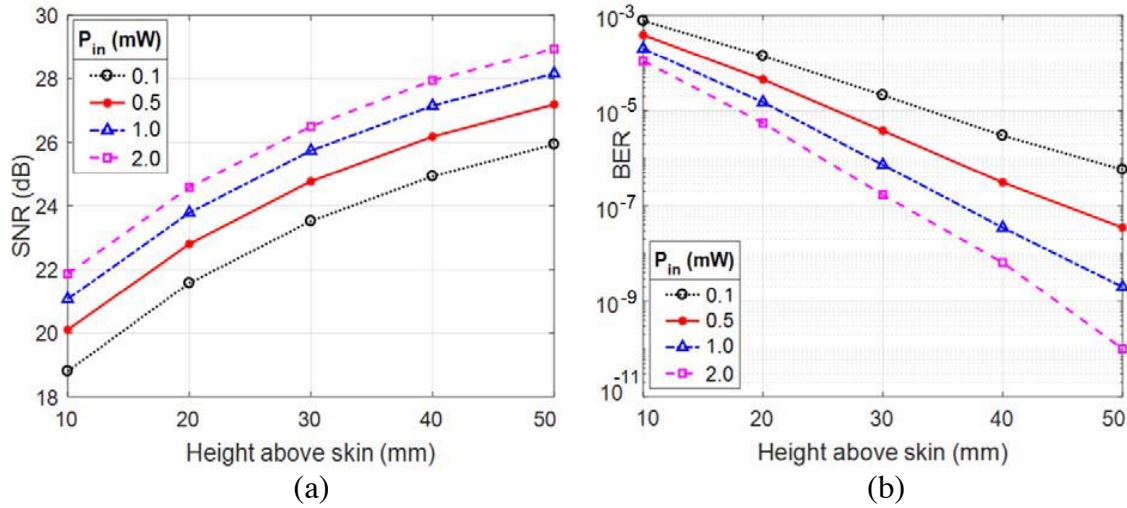 30
28
26
24
22
20
18
SNR (dB)
P_in (mW)
0.1
0.5
1.0
2.0
10 20 30 40 50
Height above skin (mm)
(a)
10^-3
10^-5
10^-7
10^-9
10^-11
BER
P_in (mW)
0.1
0.5
1.0
2.0
10 20 30 40 50
Height above skin (mm)
(b)